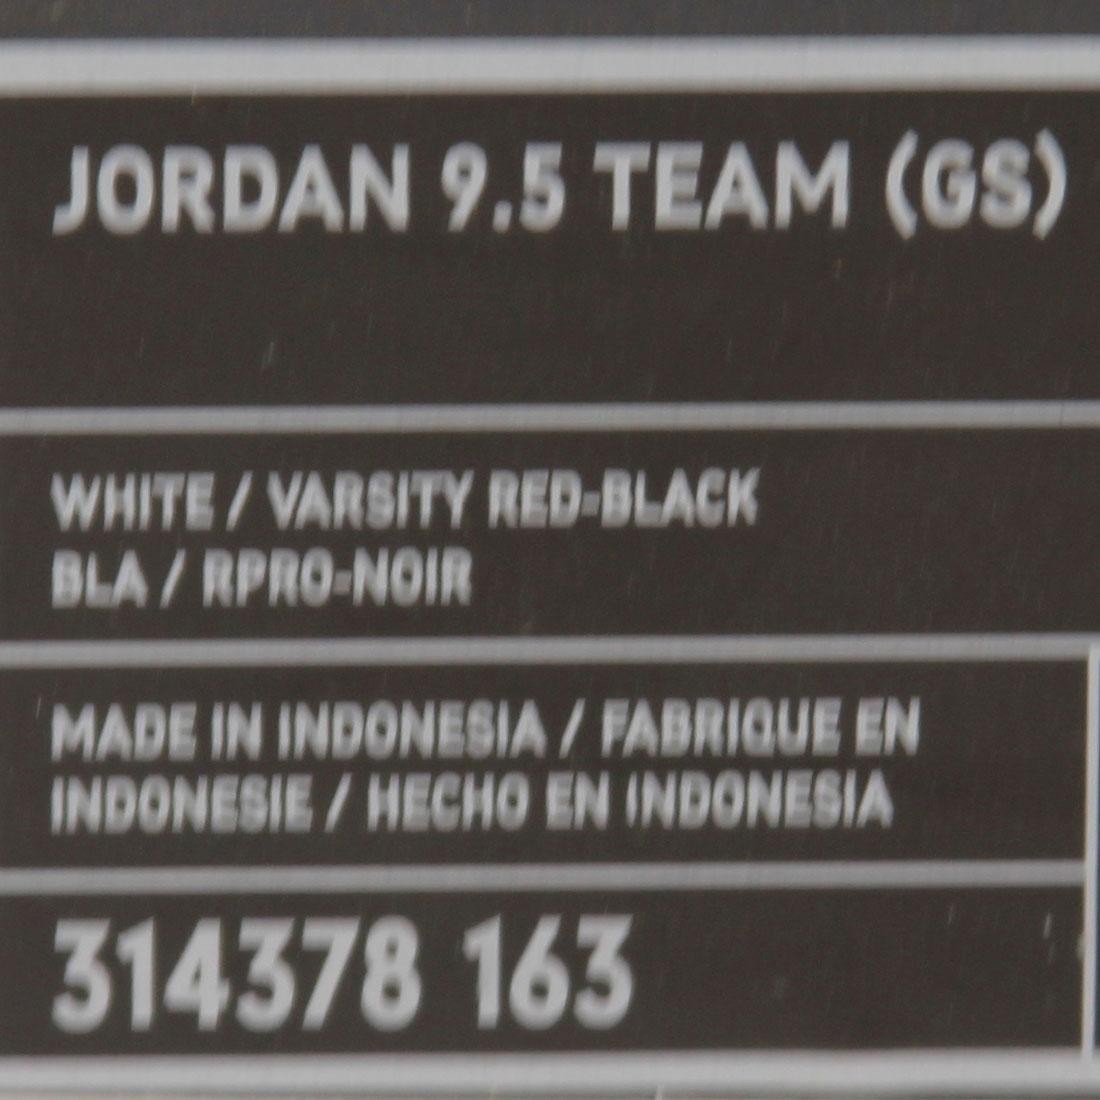 JORDAN 9.5 TEAM (GS)
WHITE / VARSITY RED-BLACK
BLA / RPRO-NOIR
MADE IN INDONESIA / FABRIQUE EN
INDONESIE / HECHO EN INDONESIA
314378 163